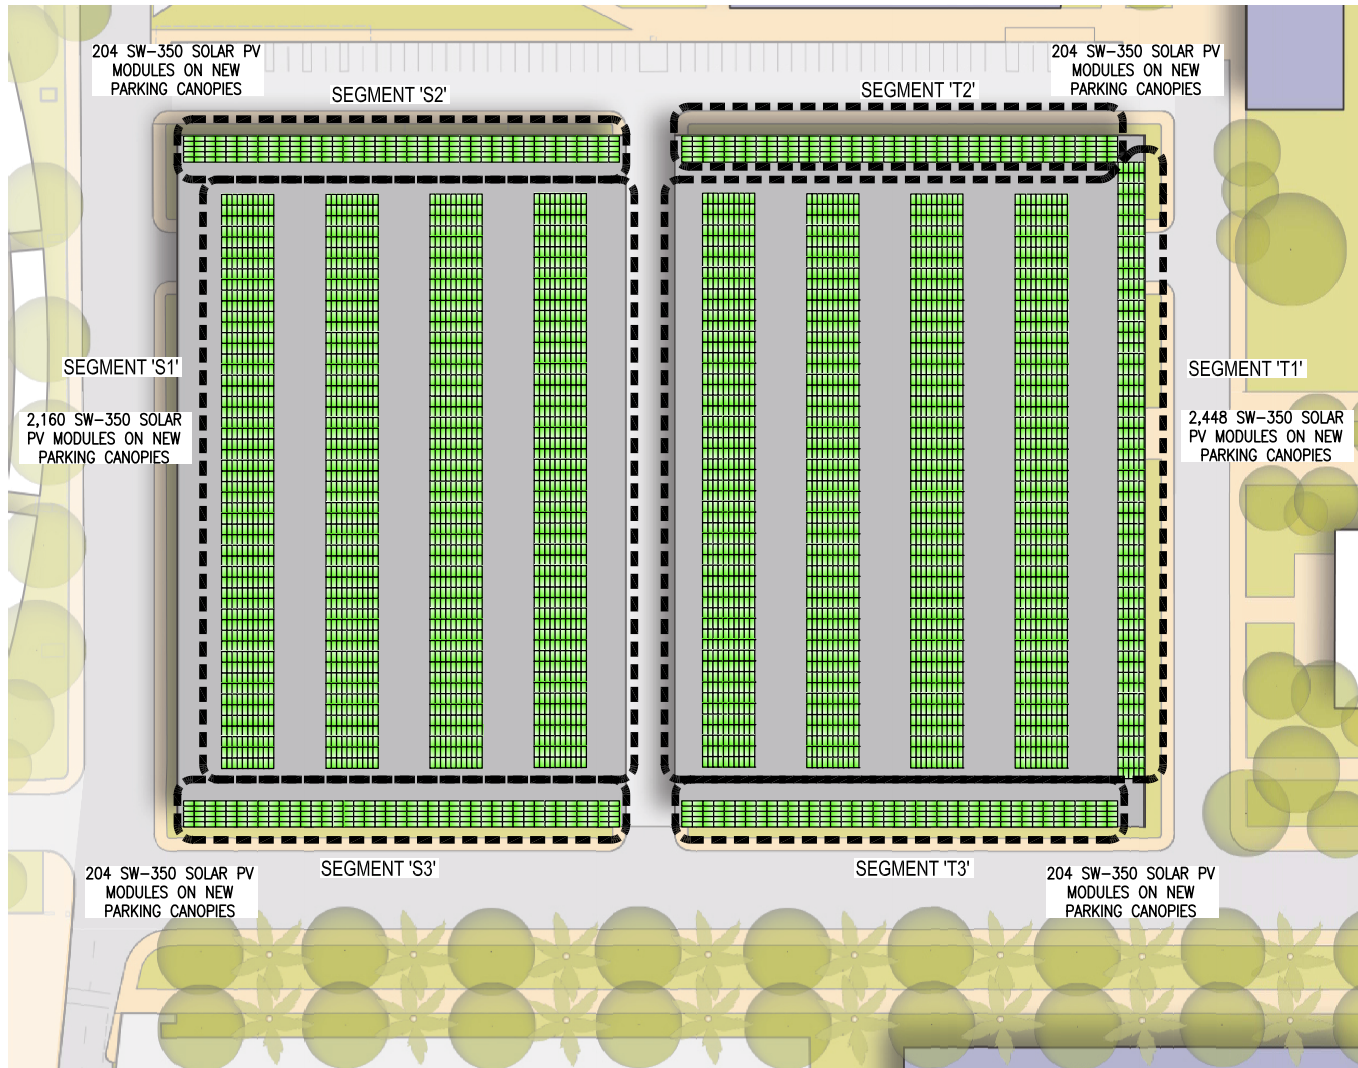 204 SW-350 SOLAR PV
MODULES ON NEW
PARKING CANOPIES
SEGMENT 'S2'
SEGMENT 'T2'
204 SW-350 SOLAR PV
MODULES ON NEW
PARKING CANOPIES
SEGMENT 'S1'
2,160 SW-350 SOLAR
PV MODULES ON NEW
PARKING CANOPIES
SEGMENT 'T1'
2,448 SW-350 SOLAR
PV MODULES ON NEW
PARKING CANOPIES
204 SW-350 SOLAR PV
MODULES ON NEW
PARKING CANOPIES
SEGMENT 'S3'
SEGMENT 'T3'
204 SW-350 SOLAR PV
MODULES ON NEW
PARKING CANOPIES